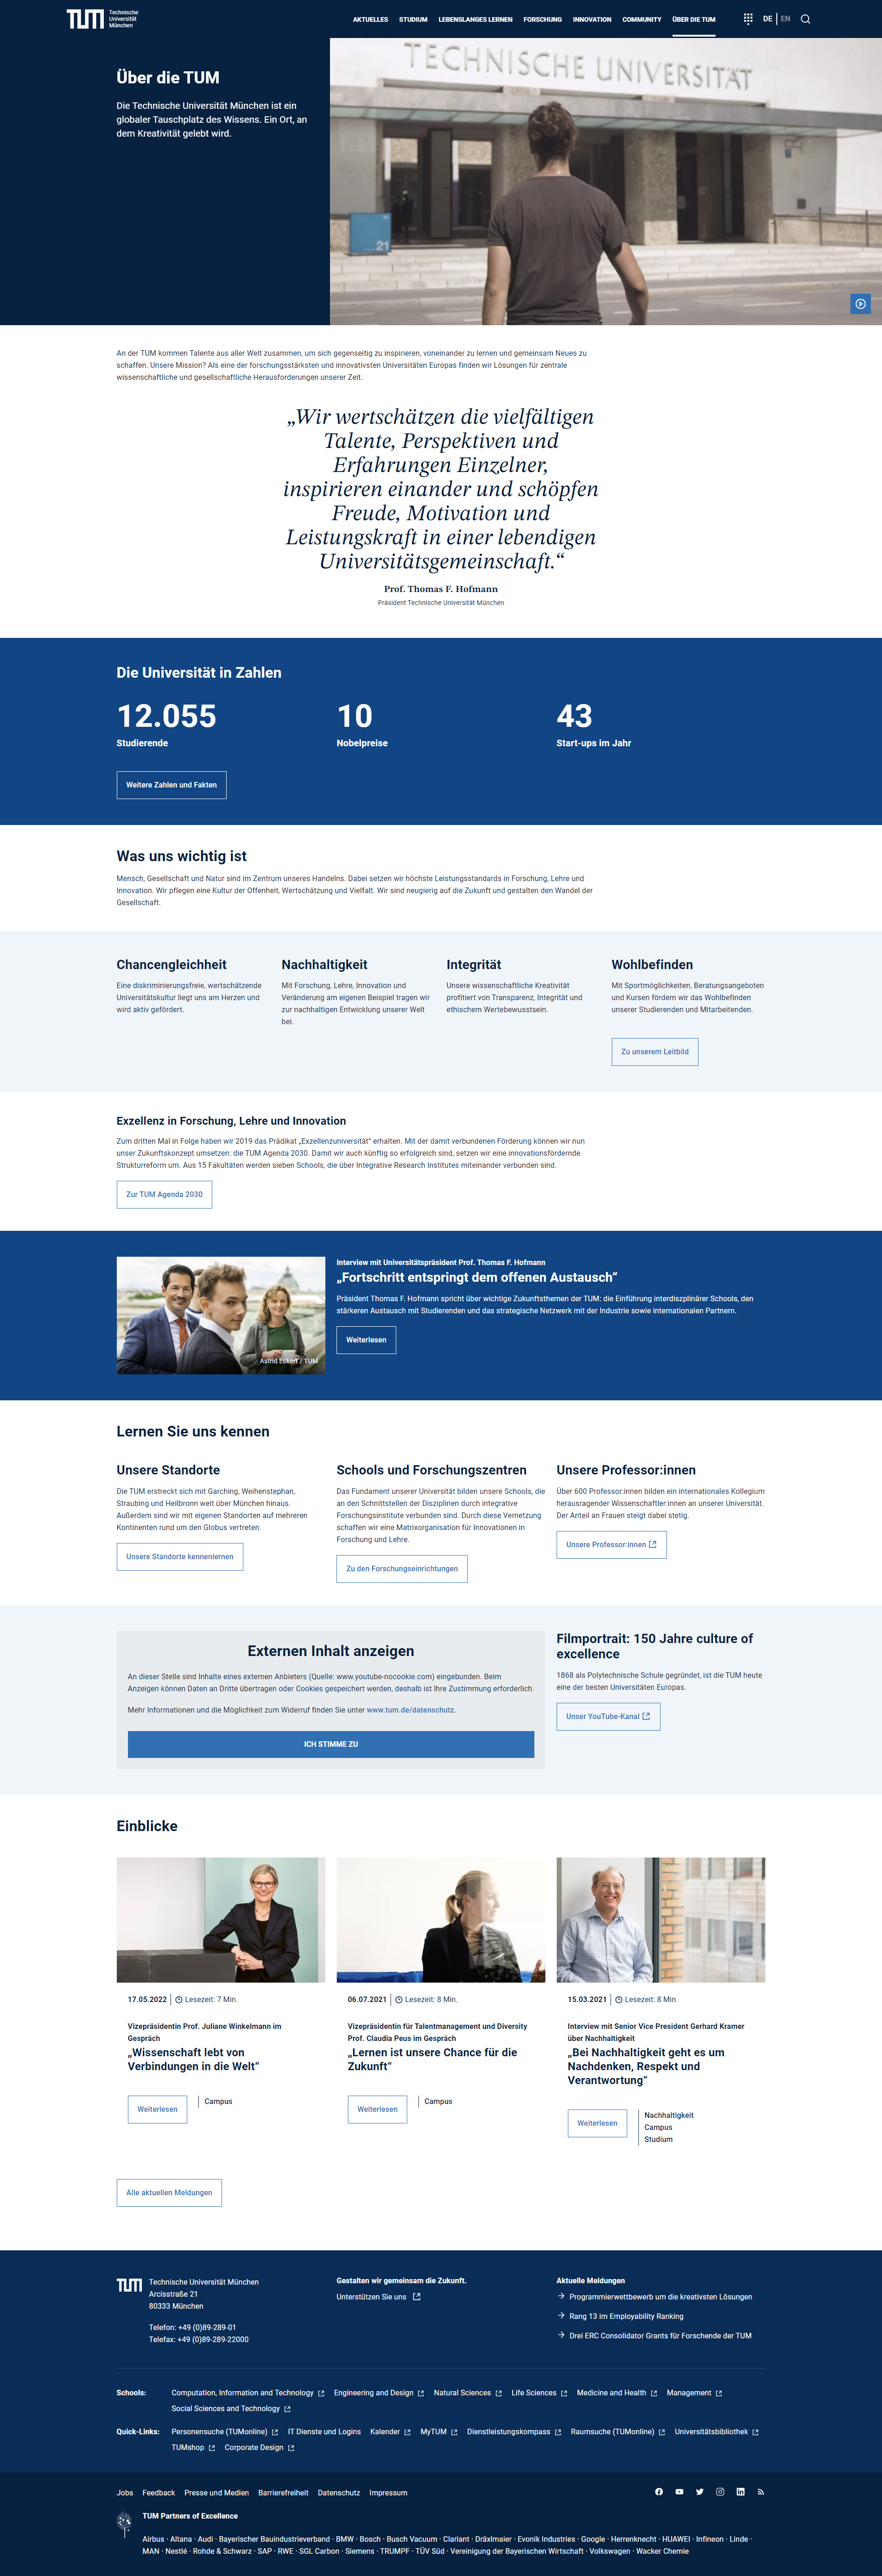 TUM Technische
Universität
München
AKTUELLES STUDIUM LEBENSLANGES LERNEN FORSCHUNG INNOVATION COMMUNITY ÜBER DIE TUM DE EN
TECHNISCHE UNIVERSITÄT
Über die TUM
Die Technische Universität München ist ein
globaler Tauschplatz des Wissens. Ein Ort, an
dem Kreativität gelebt wird.
21
An der TUM kommen Talente aus aller Welt zusammen, um sich gegenseitig zu inspirieren, voneinander zu lernen und gemeinsam Neues zu
schaffen. Unsere Mission? Als eine der forschungsstärksten und innovativsten Universitäten Europas finden wir Lösungen für zentrale
wissenschaftliche und gesellschaftliche Herausforderungen unserer Zeit.
„Wir wertschätzen die vielfältigen
Talente, Perspektiven und
Erfahrungen Einzelner,
inspirieren einander und schöpfen
Freude, Motivation und
Leistungskraft in einer lebendigen
Universitätsgemeinschaft.“
Prof. Thomas F. Hofmann
Präsident Technische Universität München
Die Universität in Zahlen
12.055 10 43
Studierende Nobelpreise Start-ups im Jahr
Weitere Zahlen und Fakten
Was uns wichtig ist
Mensch, Gesellschaft und Natur sind im Zentrum unseres Handelns. Dabei setzen wir höchste Leistungsstandards in Forschung, Lehre und
Innovation. Wir pflegen eine Kultur der Offenheit, Wertschätzung und Vielfalt. Wir sind neugierig auf die Zukunft und gestalten den Wandel der
Gesellschaft.
Chancengleichheit
Eine diskriminierungsfreie, wertschätzende
Universitätskultur liegt uns am Herzen und
wird aktiv gefördert.
Nachhaltigkeit
Mit Forschung, Lehre, Innovation und
Veränderung am eigenen Beispiel tragen wir
zur nachhaltigen Entwicklung unserer Welt
bei.
Integrität
Unsere wissenschaftliche Kreativität
profitiert von Transparenz, Integrität und
ethischem Wertebewusstsein.
Wohlbefinden
Mit Sportmöglichkeiten, Beratungsangeboten
und Kursen fördern wir das Wohlbefinden
unserer Studierenden und Mitarbeitenden.
Zu unserem Leitbild
Exzellenz in Forschung, Lehre und Innovation
Zum dritten Mal in Folge haben wir 2019 das Prädikat „Exzellenzuniversität“ erhalten. Mit der damit verbundenen Förderung können wir nun
unser Zukunftskonzept umsetzen: die TUM Agenda 2030. Damit wir auch künftig so erfolgreich sind, setzen wir eine innovationsfördernde
Strukturreform um. Aus 15 Fakultäten werden sieben Schools, die über Integrative Research Institutes miteinander verbunden sind.
Zur TUM Agenda 2030
Astrid Eckert / TUM
Interview mit Universitätspräsident Prof. Thomas F. Hofmann
„Fortschritt entspringt dem offenen Austausch“
Präsident Thomas F. Hofmann spricht über wichtige Zukunftsthemen der TUM: die Einführung interdiszplinärer Schools, den
stärkeren Austausch mit Studierenden und das strategische Netzwerk mit der Industrie sowie internationalen Partnern.
Weiterlesen
Lernen Sie uns kennen
Unsere Standorte
Die TUM erstreckt sich mit Garching, Weihenstephan,
Straubing und Heilbronn weit über München hinaus.
Außerdem sind wir mit eigenen Standorten auf mehreren
Kontinenten rund um den Globus vertreten.
Unsere Standorte kennenlernen
Schools und Forschungszentren
Das Fundament unserer Universität bilden unsere Schools, die
an den Schnittstellen der Disziplinen durch integrative
Forschungsinstitute verbunden sind. Durch diese Vernetzung
schaffen wir eine Matrixorganisation für Innovationen in
Forschung und Lehre.
Zu den Forschungseinrichtungen
Unsere Professor:innen
Über 600 Professor:innen bilden ein internationales Kollegium
herausragender Wissenschaftler:innen an unserer Universität.
Der Anteil an Frauen steigt dabei stetig.
Unsere Professor:innen
Externen Inhalt anzeigen
An dieser Stelle sind Inhalte eines externen Anbieters (Quelle: www.youtube-nocookie.com) eingebunden. Beim
Anzeigen können Daten an Dritte übertragen oder Cookies gespeichert werden, deshalb ist Ihre Zustimmung erforderlich.
Mehr Informationen und die Möglichkeit zum Widerruf finden Sie unter www.tum.de/datenschutz.
ICH STIMME ZU
Filmportrait: 150 Jahre culture of
excellence
1868 als Polytechnische Schule gegründet, ist die TUM heute
eine der besten Universitäten Europas.
Unser YouTube-Kanal
Einblicke
17.05.2022 Lesezeit: 7 Min.
Vizepräsidentin Prof. Juliane Winkelmann im
Gespräch
„Wissenschaft lebt von
Verbindungen in die Welt“
Weiterlesen Campus
06.07.2021 Lesezeit: 8 Min.
Vizepräsidentin für Talentmanagement und Diversity
Prof. Claudia Peus im Gespräch
„Lernen ist unsere Chance für die
Zukunft“
Weiterlesen Campus
15.03.2021 Lesezeit: 8 Min.
Interview mit Senior Vice President Gerhard Kramer
über Nachhaltigkeit
„Bei Nachhaltigkeit geht es um
Nachdenken, Respekt und
Verantwortung“
Weiterlesen Nachhaltigkeit
Campus
Studium
Alle aktuellen Meldungen
TUM Technische Universität München
Arcisstraße 21
80333 München
Telefon: +49 (0)89-289-01
Telefax: +49 (0)89-289-22000
Gestalten wir gemeinsam die Zukunft.
Unterstützen Sie uns
Aktuelle Meldungen
Programmierwettbewerb um die kreativsten Lösungen
Rang 13 im Employability Ranking
Drei ERC Consolidator Grants für Forschende der TUM
Schools: Computation, Information and Technology Engineering and Design Natural Sciences Life Sciences Medicine and Health Management
Social Sciences and Technology
Quick-Links: Personensuche (TUMonline) IT Dienste und Logins Kalender MyTUM Dienstleistungskompass Raumsuche (TUMonline) Universitätsbibliothek
TUMshop Corporate Design
Jobs Feedback Presse und Medien Barrierefreiheit Datenschutz Impressum
TUM Partners of Excellence
Airbus · Altana · Audi · Bayerischer Bauindustrieverband · BMW · Bosch · Busch Vacuum · Clariant · Dräxlmaier · Evonik Industries · Google · Herrenknecht · HUAWEI · Infineon · Linde ·
MAN · Nestlé · Rohde & Schwarz · SAP · RWE · SGL Carbon · Siemens · TRUMPF · TÜV Süd · Vereinigung der Bayerischen Wirtschaft · Volkswagen · Wacker Chemie